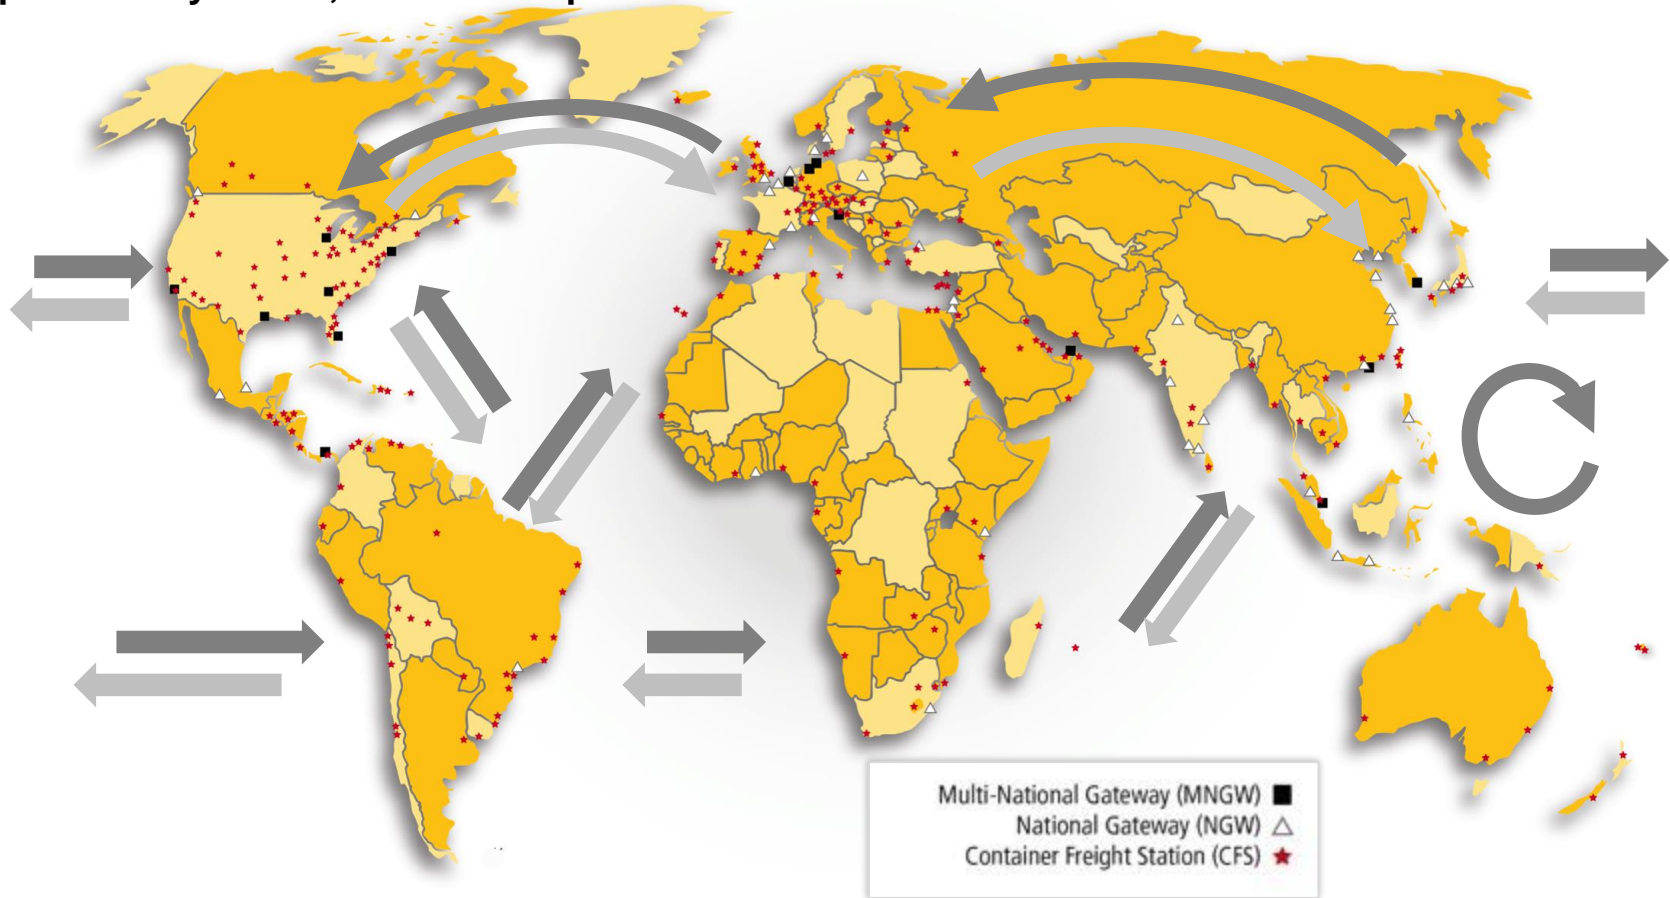 Multi-National Gateway (MNGW)
National Gateway (NGW)
Container Freight Station (CFS)